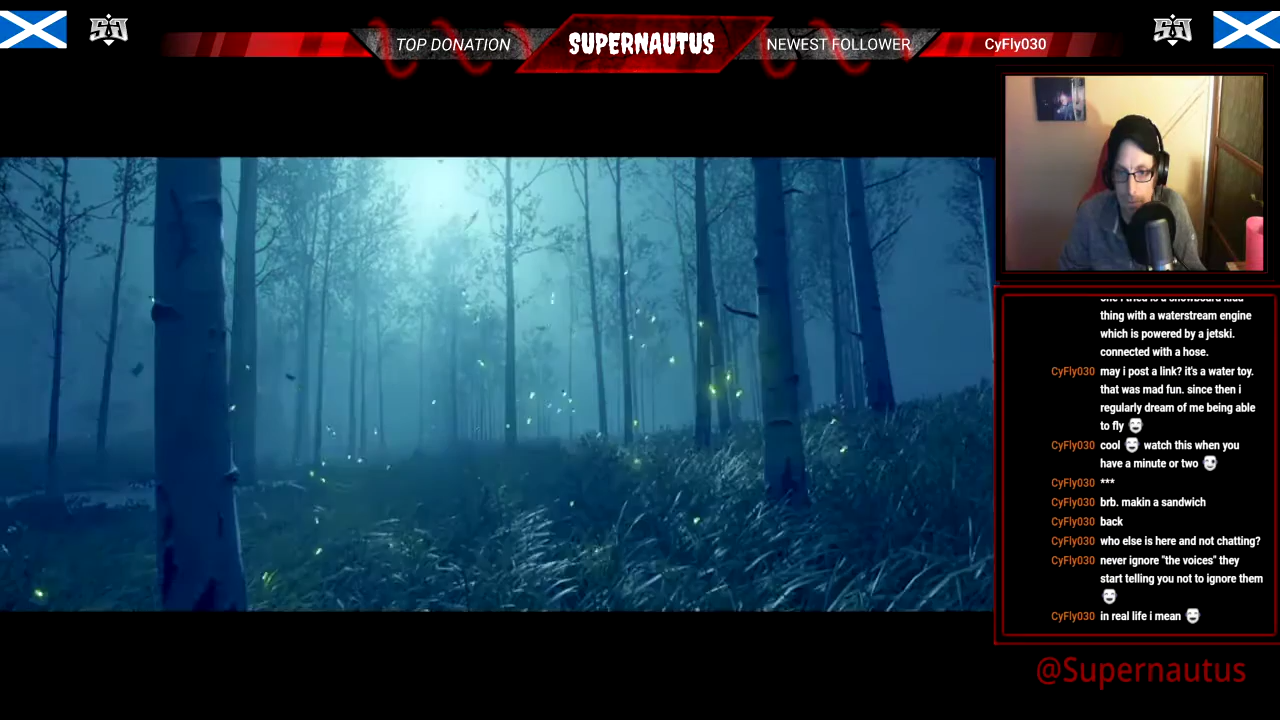 TOP DONATION
SUPERNAUTUS
NEWEST FOLLOWER
CyFly030
thing with a waterstream engine
which is powered by a jetski.
connected with a hose.
CyFly030 may i post a link? it's a water toy.
that was mad fun. since then i
regularly dream of me being able
to fly
CyFly030 cool watch this when you
have a minute or two
CyFly030 ***
CyFly030 brb. makin a sandwich
CyFly030 back
CyFly030 who else is here and not chatting?
CyFly030 never ignore "the voices" they
start telling you not to ignore them
CyFly030 in real life i mean
@Supernautus